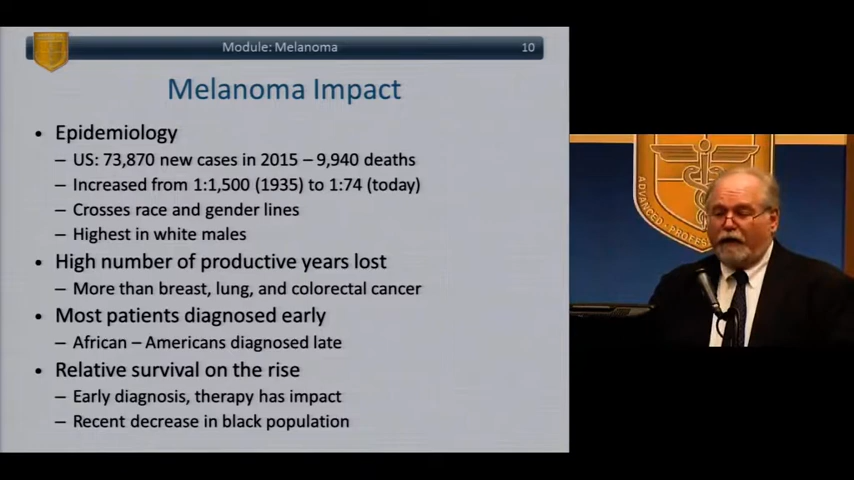 Module: Melanoma
10
Melanoma Impact
• Epidemiology
– US: 73,870 new cases in 2015 – 9,940 deaths
– Increased from 1:1,500 (1935) to 1:74 (today)
– Crosses race and gender lines
– Highest in white males
• High number of productive years lost
– More than breast, lung, and colorectal cancer
• Most patients diagnosed early
– African – Americans diagnosed late
• Relative survival on the rise
– Early diagnosis, therapy has impact
– Recent decrease in black population
ADVANCED